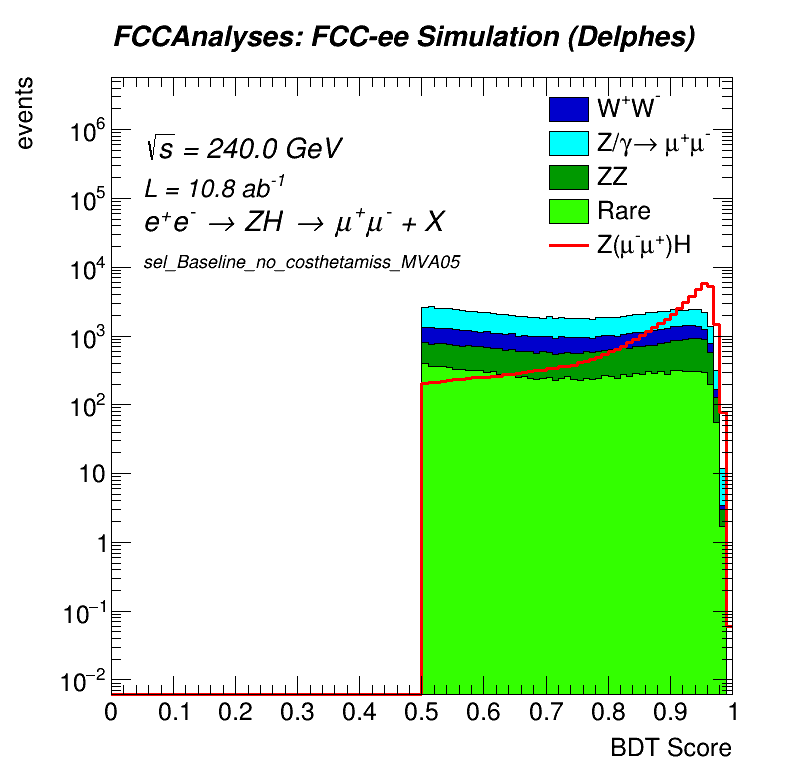 FCCAnalyses: FCC-ee Simulation (Delphes)
events
√s = 240.0 GeV
L = 10.8 ab⁻¹
e⁺e⁻ → ZH → μ⁺μ⁻ + X
sel_Baseline_no_costhetamiss_MVA05
W⁺W⁻
Z/γ→ μ⁺μ⁻
ZZ
Rare
Z(μ⁻μ⁺)H
10⁶
10⁵
10⁴
10³
10²
10
1
10⁻¹
10⁻²
0 0.1 0.2 0.3 0.4 0.5 0.6 0.7 0.8 0.9 1
BDT Score